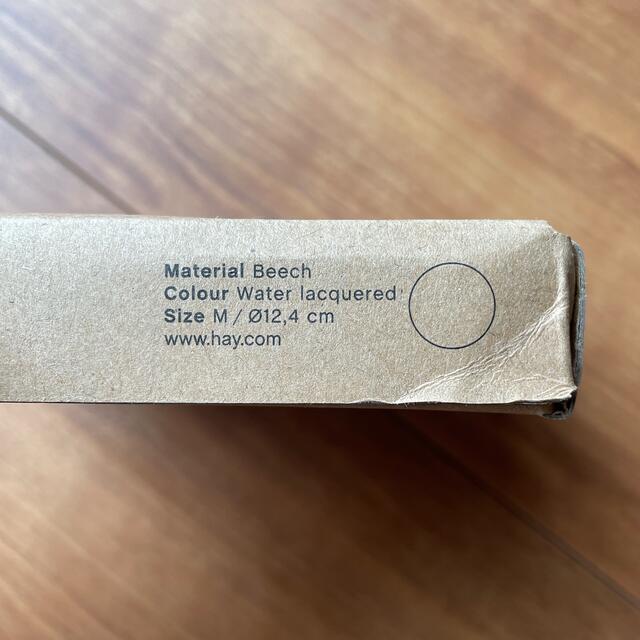 Material Beech
Colour Water lacquered
Size M / Ø12,4 cm
www.hay.com